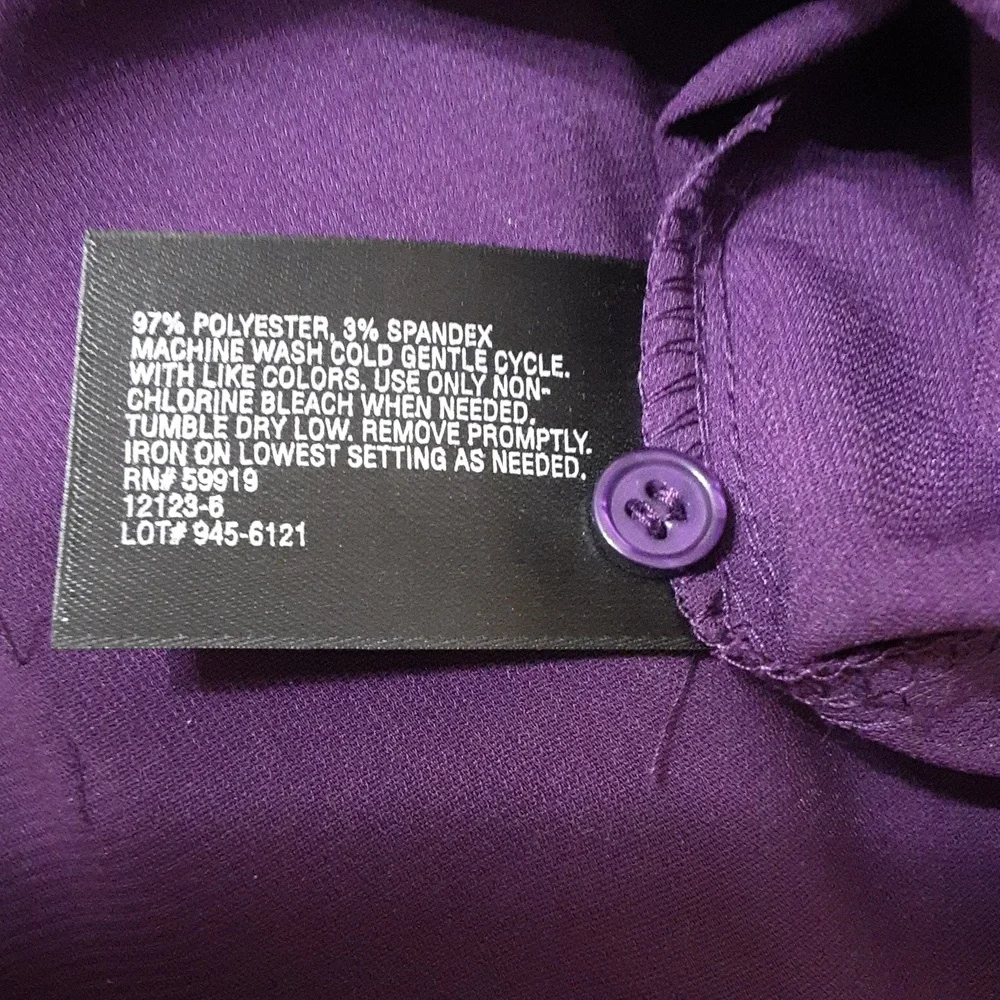 97% POLYESTER, 3% SPANDEX
MACHINE WASH COLD GENTLE CYCLE.
WITH LIKE COLORS. USE ONLY NON-
CHLORINE BLEACH WHEN NEEDED.
TUMBLE DRY LOW. REMOVE PROMPTLY.
IRON ON LOWEST SETTING AS NEEDED.
RN# 59919
12123-6
LOT# 945-6121